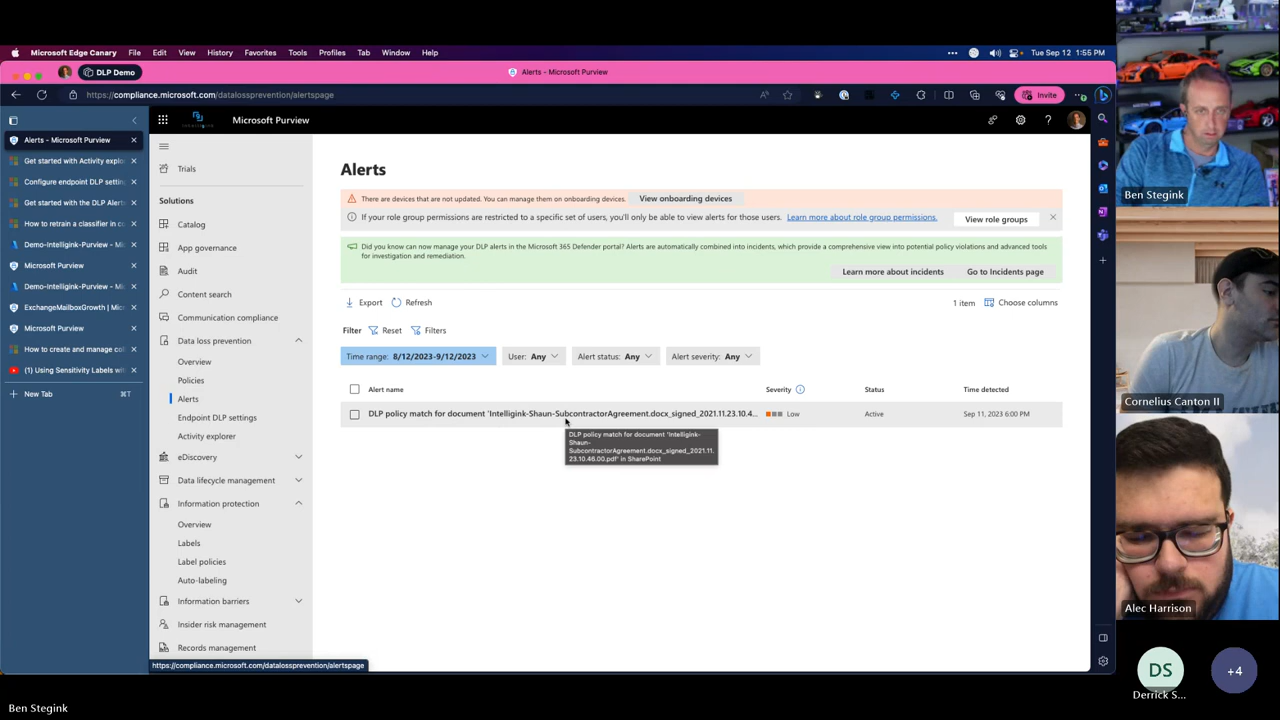 Microsoft Edge Canary File Edit View History Favorites Tools Profiles Tab Window Help
Tue Sep 12 1:55 PM
DLP Demo
Alerts - Microsoft Purview
https://compliance.microsoft.com/datalossprevention/alertspage
Invite
Alerts - Microsoft Purview
Get started with Activity explo
Configure endpoint DLP settin
Get started with the DLP Alerts
How to retrain a classifier in co
Demo-Intelligink-Purview - Mi
Microsoft Purview
Demo-Intelligink-Purview - Mi
ExchangeMailboxGrowth | Mic
Microsoft Purview
How to create and manage col
(1) Using Sensitivity Labels wit
New Tab
⌘T
Microsoft Purview
Trials
Solutions
Catalog
App governance
Audit
Content search
Communication compliance
Data loss prevention
Overview
Policies
Alerts
Endpoint DLP settings
Activity explorer
eDiscovery
Data lifecycle management
Information protection
Overview
Labels
Label policies
Auto-labeling
Information barriers
Insider risk management
Records management
https://compliance.microsoft.com/datalossprevention/alertspage
Alerts
There are devices that are not updated. You can manage them on onboarding devices.
View onboarding devices
If your role group permissions are restricted to a specific set of users, you'll only be able to view alerts for those users. Learn more about role group permissions.
View role groups
Did you know can now manage your DLP alerts in the Microsoft 365 Defender portal? Alerts are automatically combined into incidents, which provide a comprehensive view into potential policy violations and advanced tools
for investigation and remediation.
Learn more about incidents
Go to Incidents page
Export
Refresh
1 item
Choose columns
Filter
Reset
Filters
Time range: 8/12/2023-9/12/2023
User: Any
Alert status: Any
Alert severity: Any
Alert name
Severity
Status
Time detected
DLP policy match for document 'Intelligink-Shaun-SubcontractorAgreement.docx_signed_2021.11.23.10.4...
Low
Active
Sep 11, 2023 6:00 PM
DLP policy match for document 'Intelligink-
Shaun-
SubcontractorAgreement.docx_signed_2021.11.
23.10.46.00.pdf' in SharePoint
Ben Stegink
Cornelius Canton II
Alec Harrison
DS
Derrick S...
+4
Ben Stegink